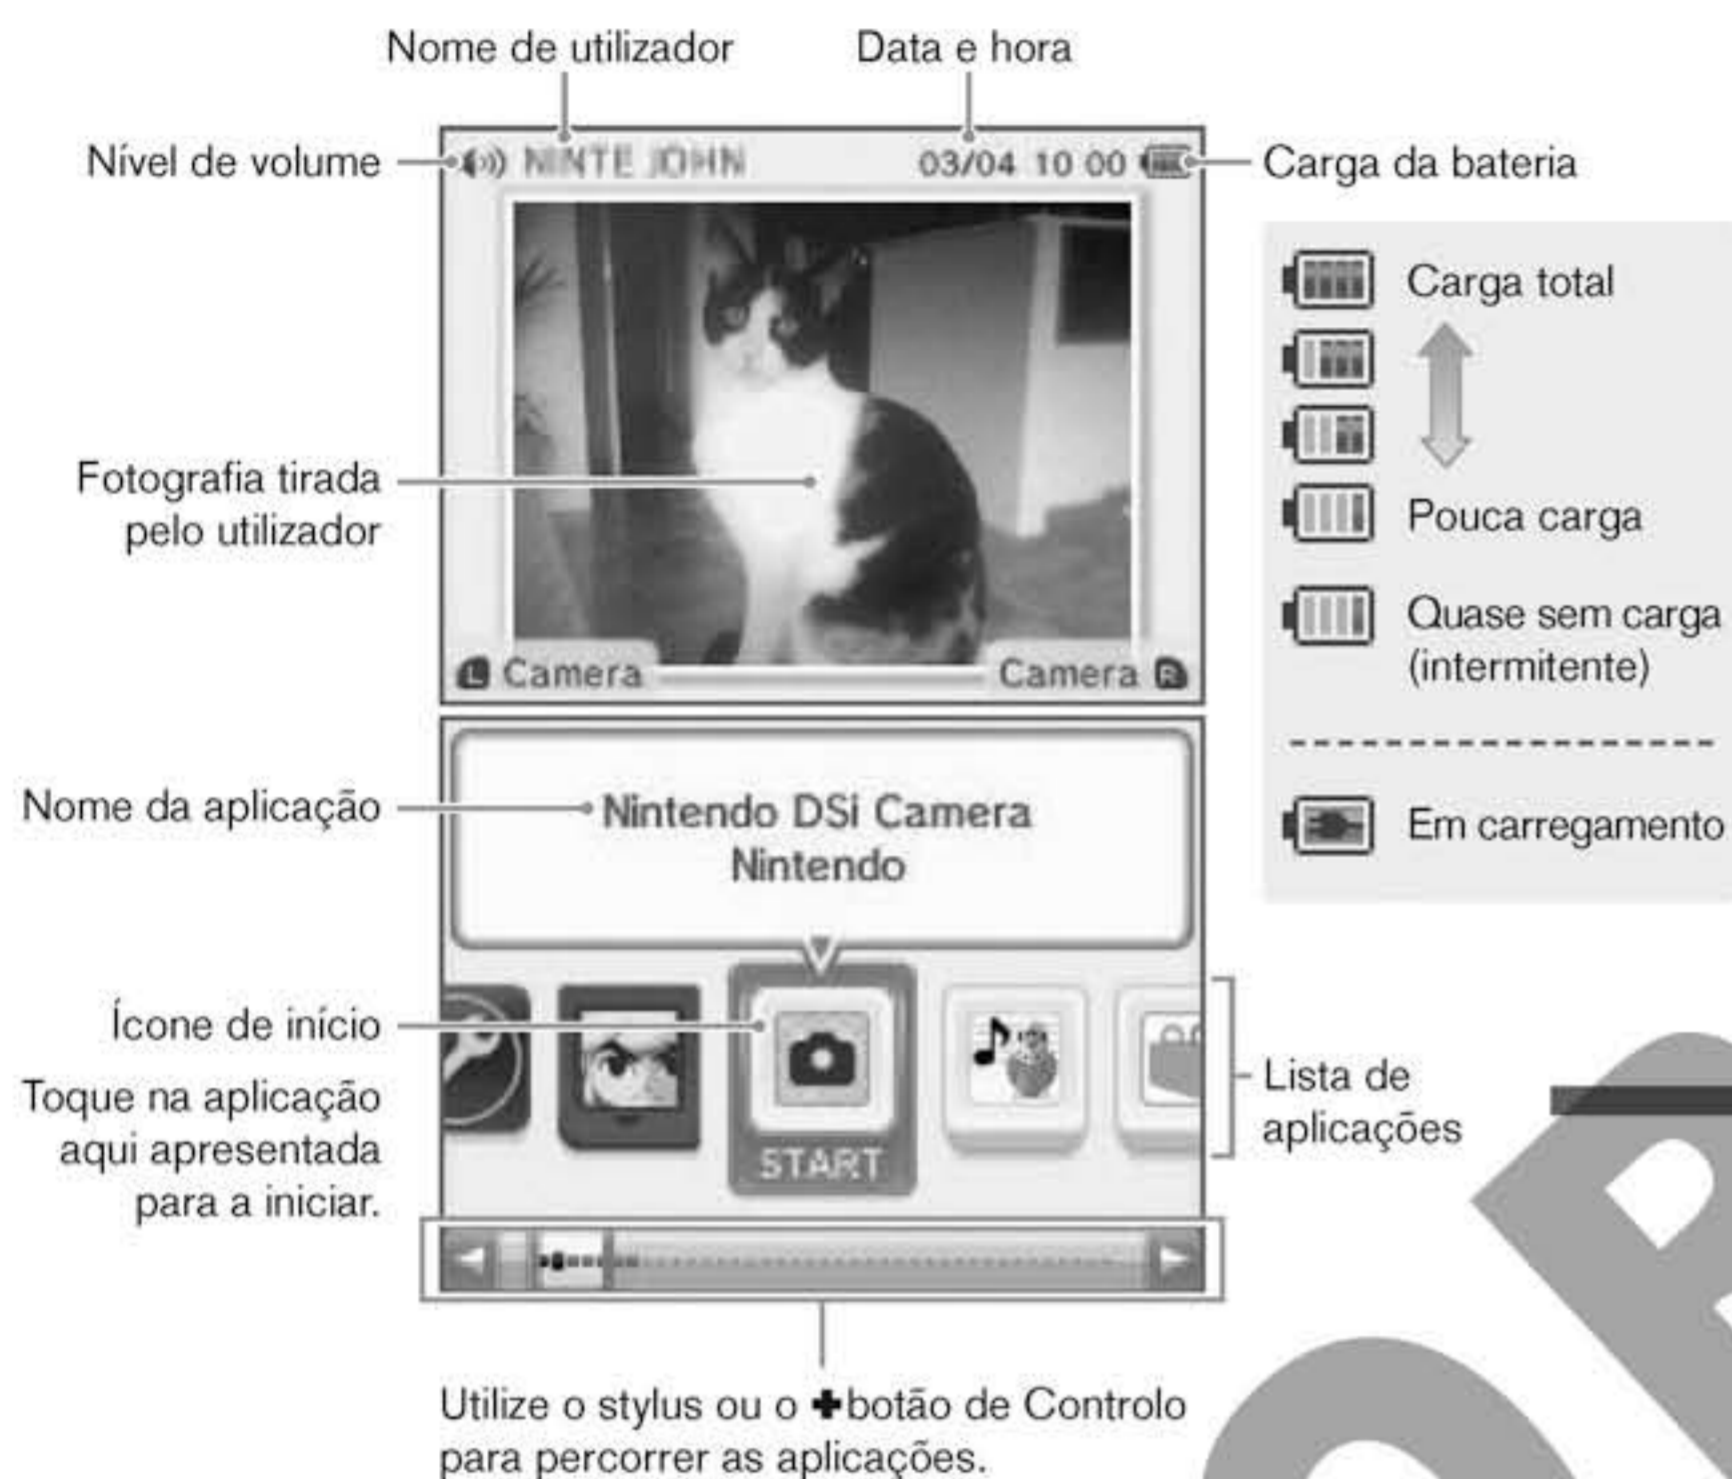 Nome de utilizador
Data e hora
Nível de volume
NINTE JOHN
03/04 10 00
Carga da bateria
Carga total
Fotografia tirada
pelo utilizador
Pouca carga
Quase sem carga
(intermitente)
L Camera
Camera R
Nome da aplicação
Nintendo DSi Camera
Nintendo
Em carregamento
Ícone de início
Toque na aplicação
aqui apresentada
para a iniciar.
START
Lista de
aplicações
Utilize o stylus ou o ✚botão de Controlo
para percorrer as aplicações.